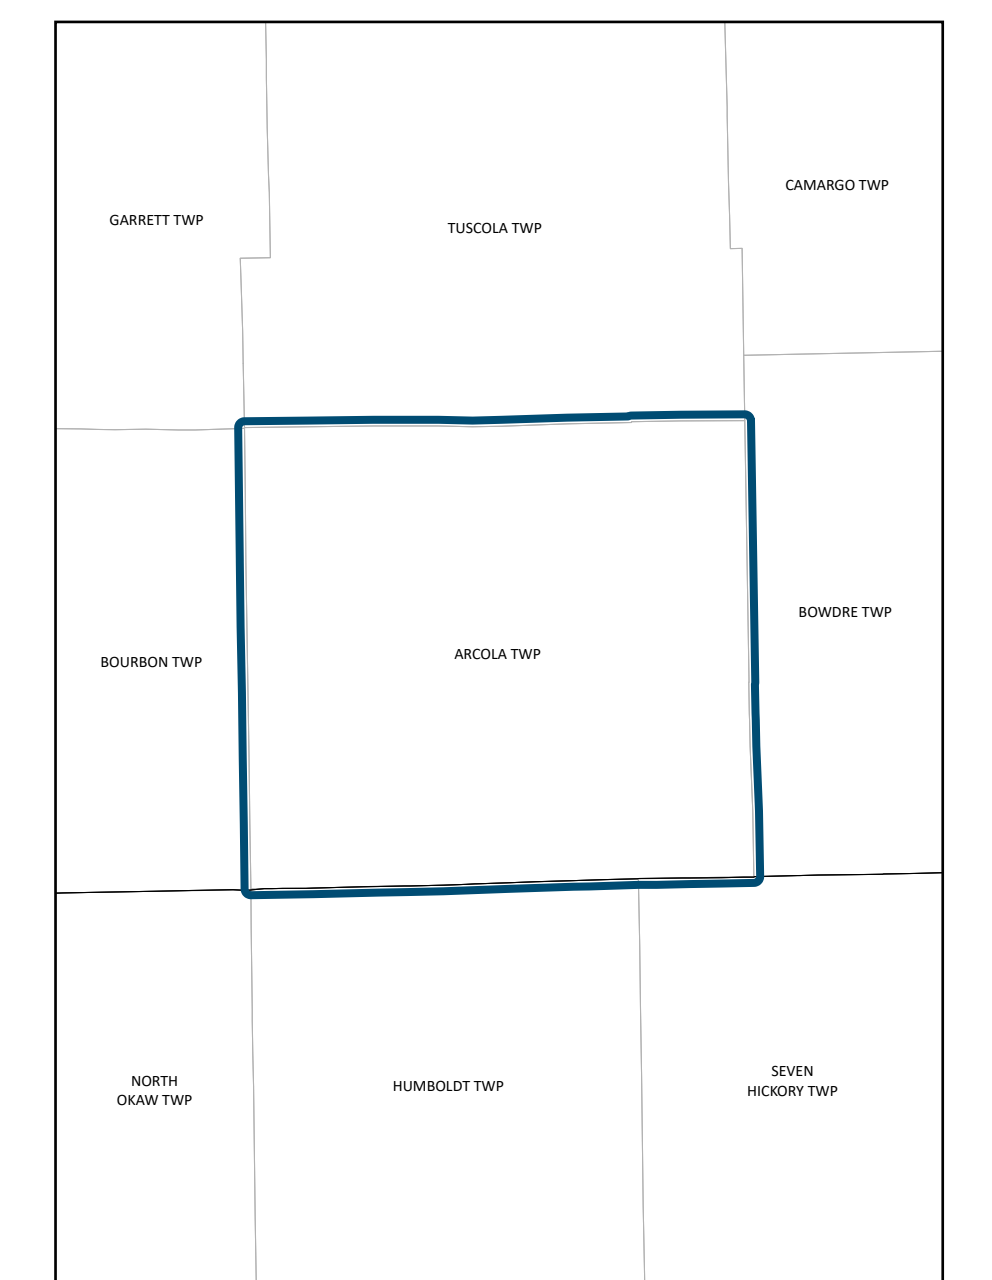 CAMARGO TWP
GARRETT TWP
TUSCOLA TWP
BOWDRE TWP
ARCOLA TWP
BOURBON TWP
SEVEN
HICKORY TWP
NORTH
OKAW TWP
HUMBOLDT TWP